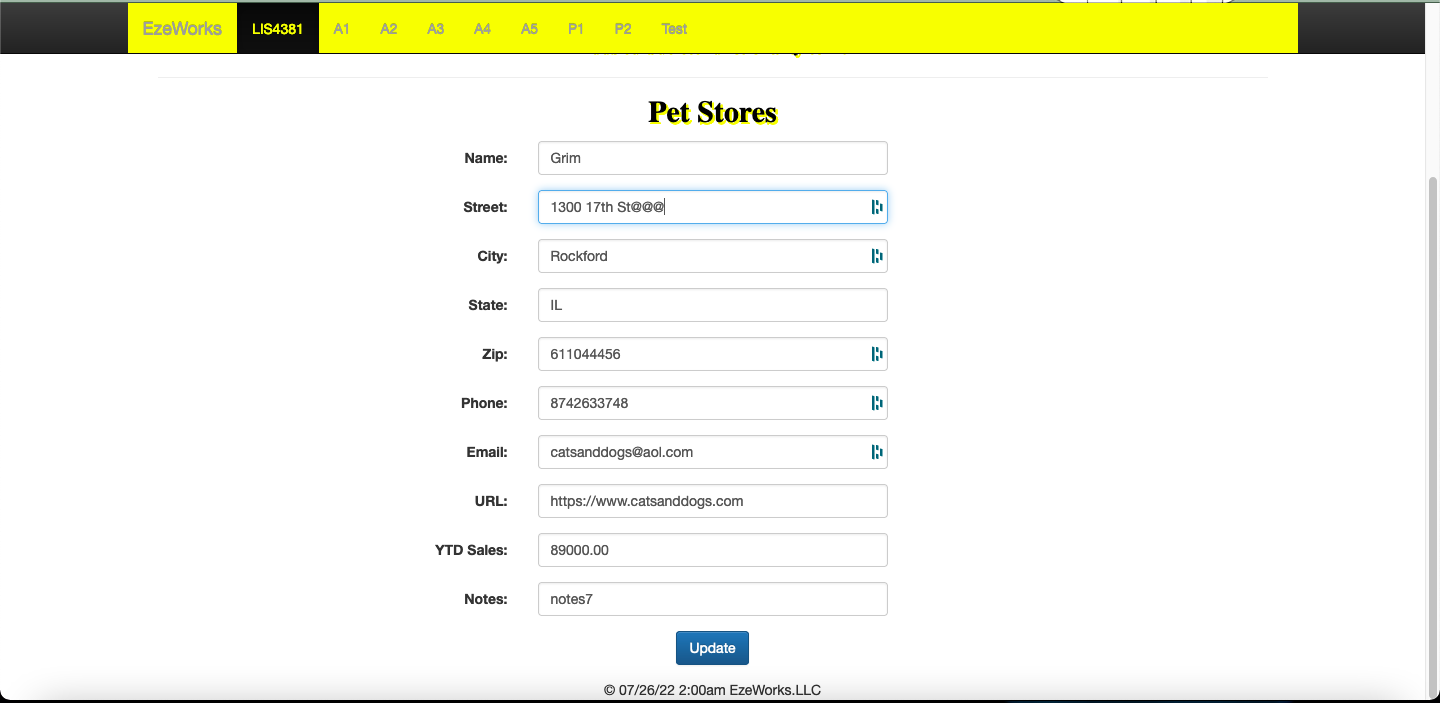 EzeWorks LIS4381 A1 A2 A3 A4 A5 P1 P2 Test
Pet Stores
Name: Grim
Street: 1300 17th St@@@
City: Rockford
State: IL
Zip: 611044456
Phone: 8742633748
Email: catsanddogs@aol.com
URL: https://www.catsanddogs.com
YTD Sales: 89000.00
Notes: notes7
Update
© 07/26/22 2:00am EzeWorks.LLC